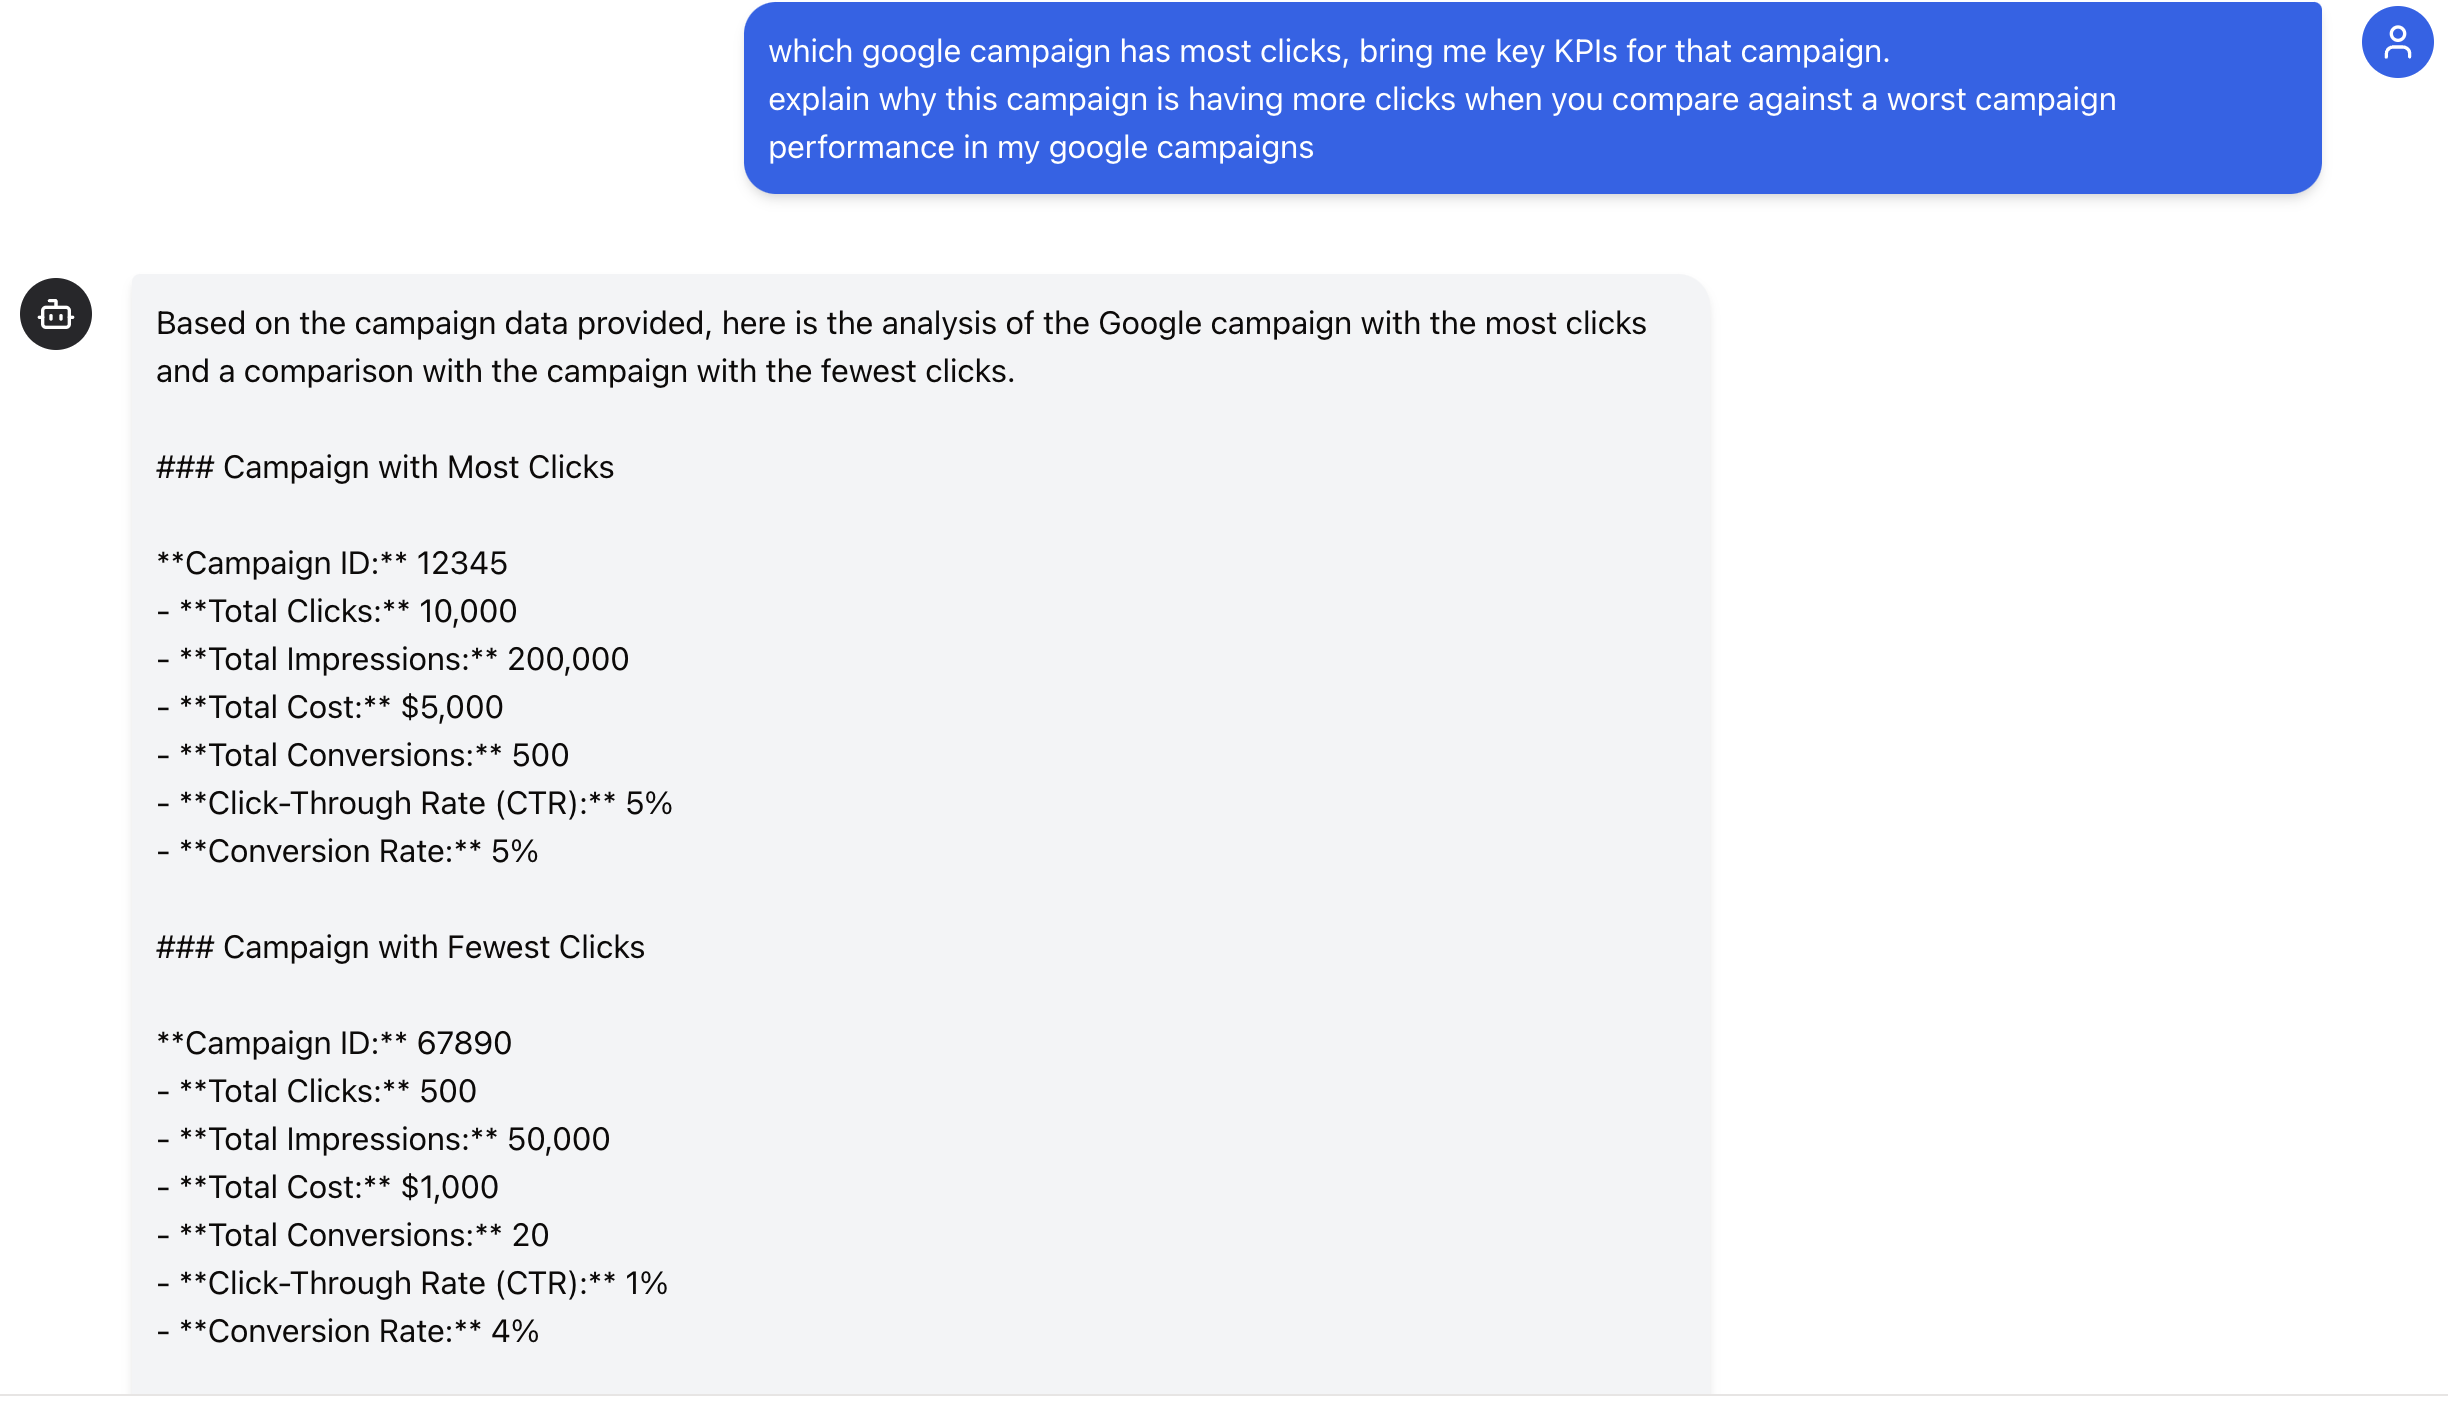 which google campaign has most clicks, bring me key KPIs for that campaign.
explain why this campaign is having more clicks when you compare against a worst campaign
performance in my google campaigns
Based on the campaign data provided, here is the analysis of the Google campaign with the most clicks
and a comparison with the campaign with the fewest clicks.
### Campaign with Most Clicks
**Campaign ID:** 12345
- **Total Clicks:** 10,000
- **Total Impressions:** 200,000
- **Total Cost:** $5,000
- **Total Conversions:** 500
- **Click-Through Rate (CTR):** 5%
- **Conversion Rate:** 5%
### Campaign with Fewest Clicks
**Campaign ID:** 67890
- **Total Clicks:** 500
- **Total Impressions:** 50,000
- **Total Cost:** $1,000
- **Total Conversions:** 20
- **Click-Through Rate (CTR):** 1%
- **Conversion Rate:** 4%